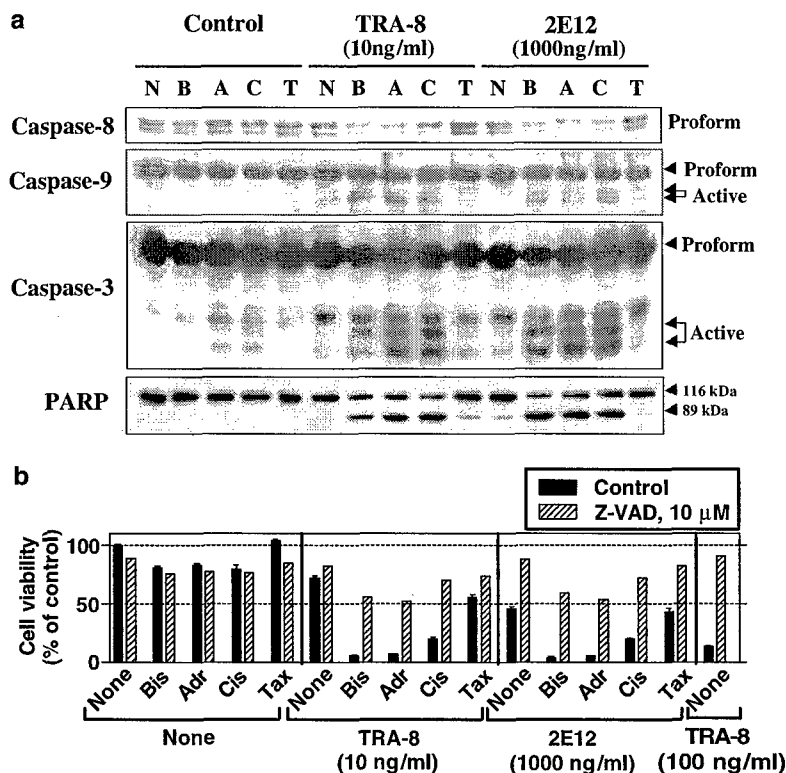 a
Control TRA-8 2E12
(10ng/ml) (1000ng/ml)
N B A C T N B A C T N B A C T
Caspase-8 Proform
Caspase-9 Proform
Active
Caspase-3 Proform
Active
PARP 116 kDa
89 kDa
b
Control
Z-VAD, 10 μM
Cell viability
(% of control)
100
50
0
None Bis Adr Cis Tax None Bis Adr Cis Tax None Bis Adr Cis Tax None
None TRA-8 2E12 TRA-8
(10 ng/ml) (1000 ng/ml) (100 ng/ml)